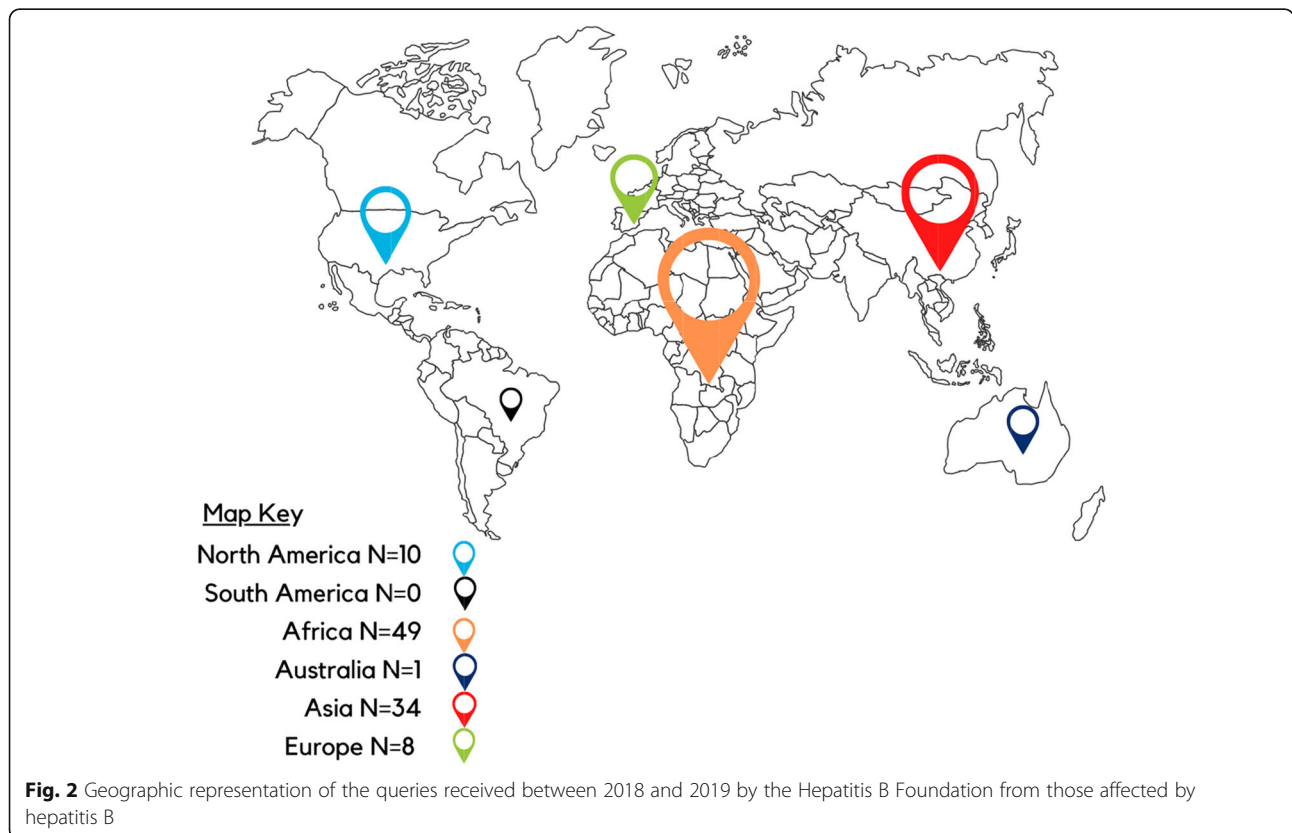 Map Key
North America N=10
South America N=0
Africa N=49
Australia N=1
Asia N=34
Europe N=8
Fig. 2 Geographic representation of the queries received between 2018 and 2019 by the Hepatitis B Foundation from those affected by
hepatitis B